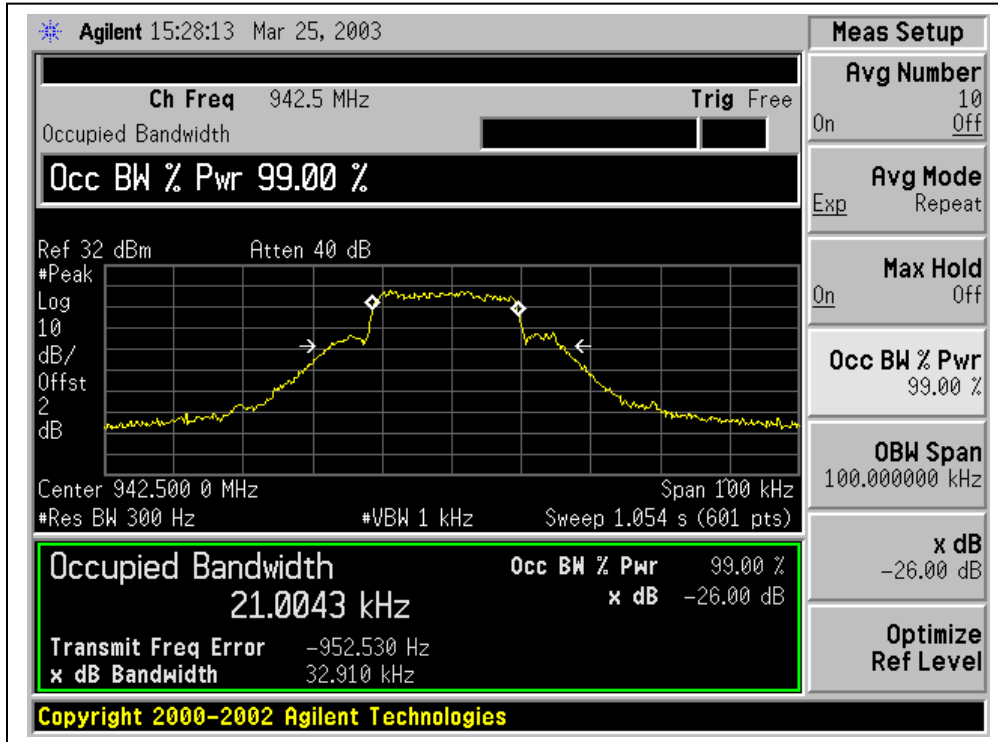 Agilent 15:28:13 Mar 25, 2003
Ch Freq 942.5 MHz Trig Free
Occupied Bandwidth
Occ BW % Pwr 99.00 %
Ref 32 dBm Atten 40 dB
#Peak
Log
10
dB/
Offst
2
dB
Center 942.500 0 MHz Span 100 kHz
#Res BW 300 Hz #VBW 1 kHz Sweep 1.054 s (601 pts)
Occupied Bandwidth Occ BW % Pwr 99.00 %
21.0043 kHz x dB -26.00 dB
Transmit Freq Error -952.530 Hz
x dB Bandwidth 32.910 kHz
Copyright 2000-2002 Agilent Technologies
Meas Setup
Avg Number
10
On Off
Avg Mode
Exp Repeat
Max Hold
On Off
Occ BW % Pwr
99.00 %
OBW Span
100.000000 kHz
x dB
-26.00 dB
Optimize
Ref Level